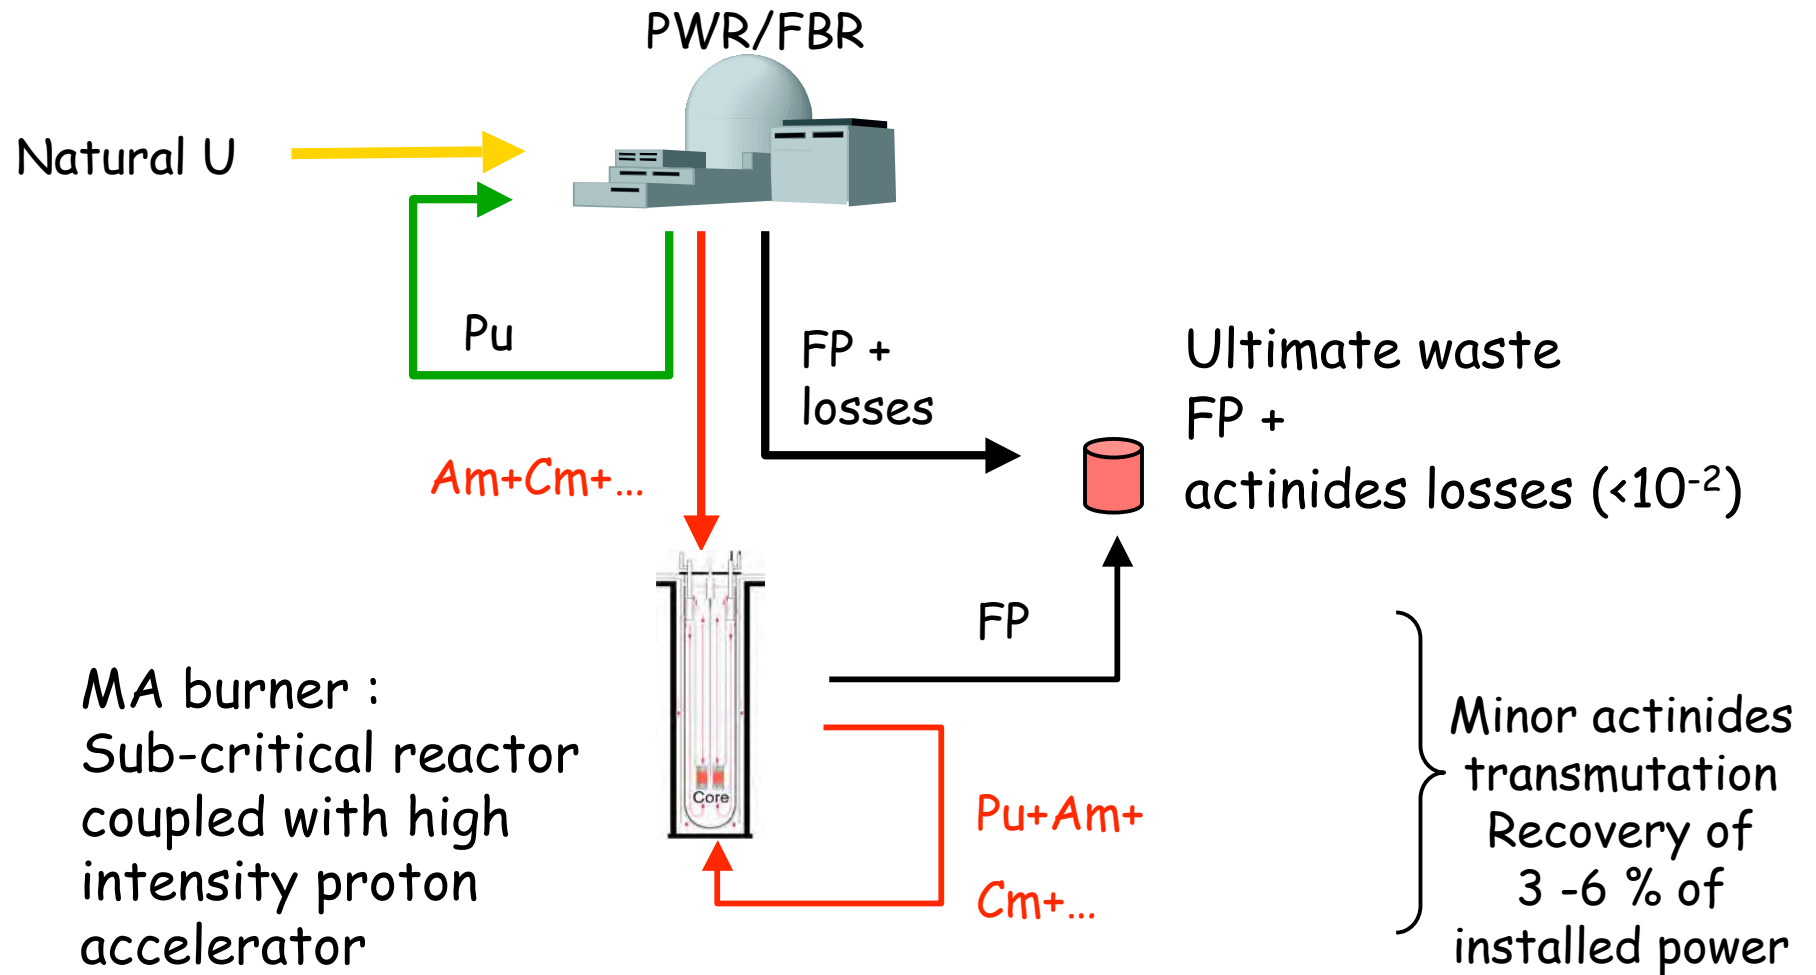 PWR/FBR
Natural U
Pu
FP +
losses
Ultimate waste
FP +
actinides losses (<10⁻²)
Am+Cm+...
FP
MA burner :
Sub-critical reactor
coupled with high
intensity proton
accelerator
Core
Pu+Am+
Cm+...
Minor actinides
transmutation
Recovery of
3 -6 % of
installed power